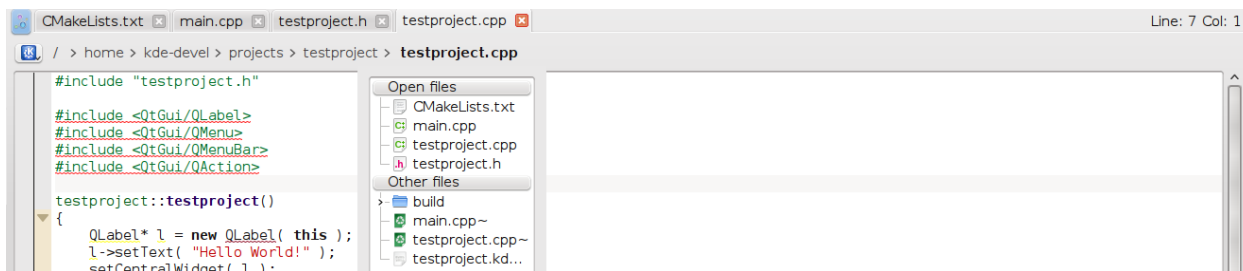 CMakeLists.txt main.cpp testproject.h testproject.cpp Line: 7 Col: 1
/ > home > kde-devel > projects > testproject > testproject.cpp
#include "testproject.h"
#include <QtGui/QLabel>
#include <QtGui/QMenu>
#include <QtGui/QMenuBar>
#include <QtGui/QAction>
testproject::testproject()
{
QLabel* l = new QLabel( this );
l->setText( "Hello World!" );
setCentralWidget( l );
Open files
CMakeLists.txt
main.cpp
testproject.cpp
testproject.h
Other files
build
main.cpp~
testproject.cpp~
testproject.kd...